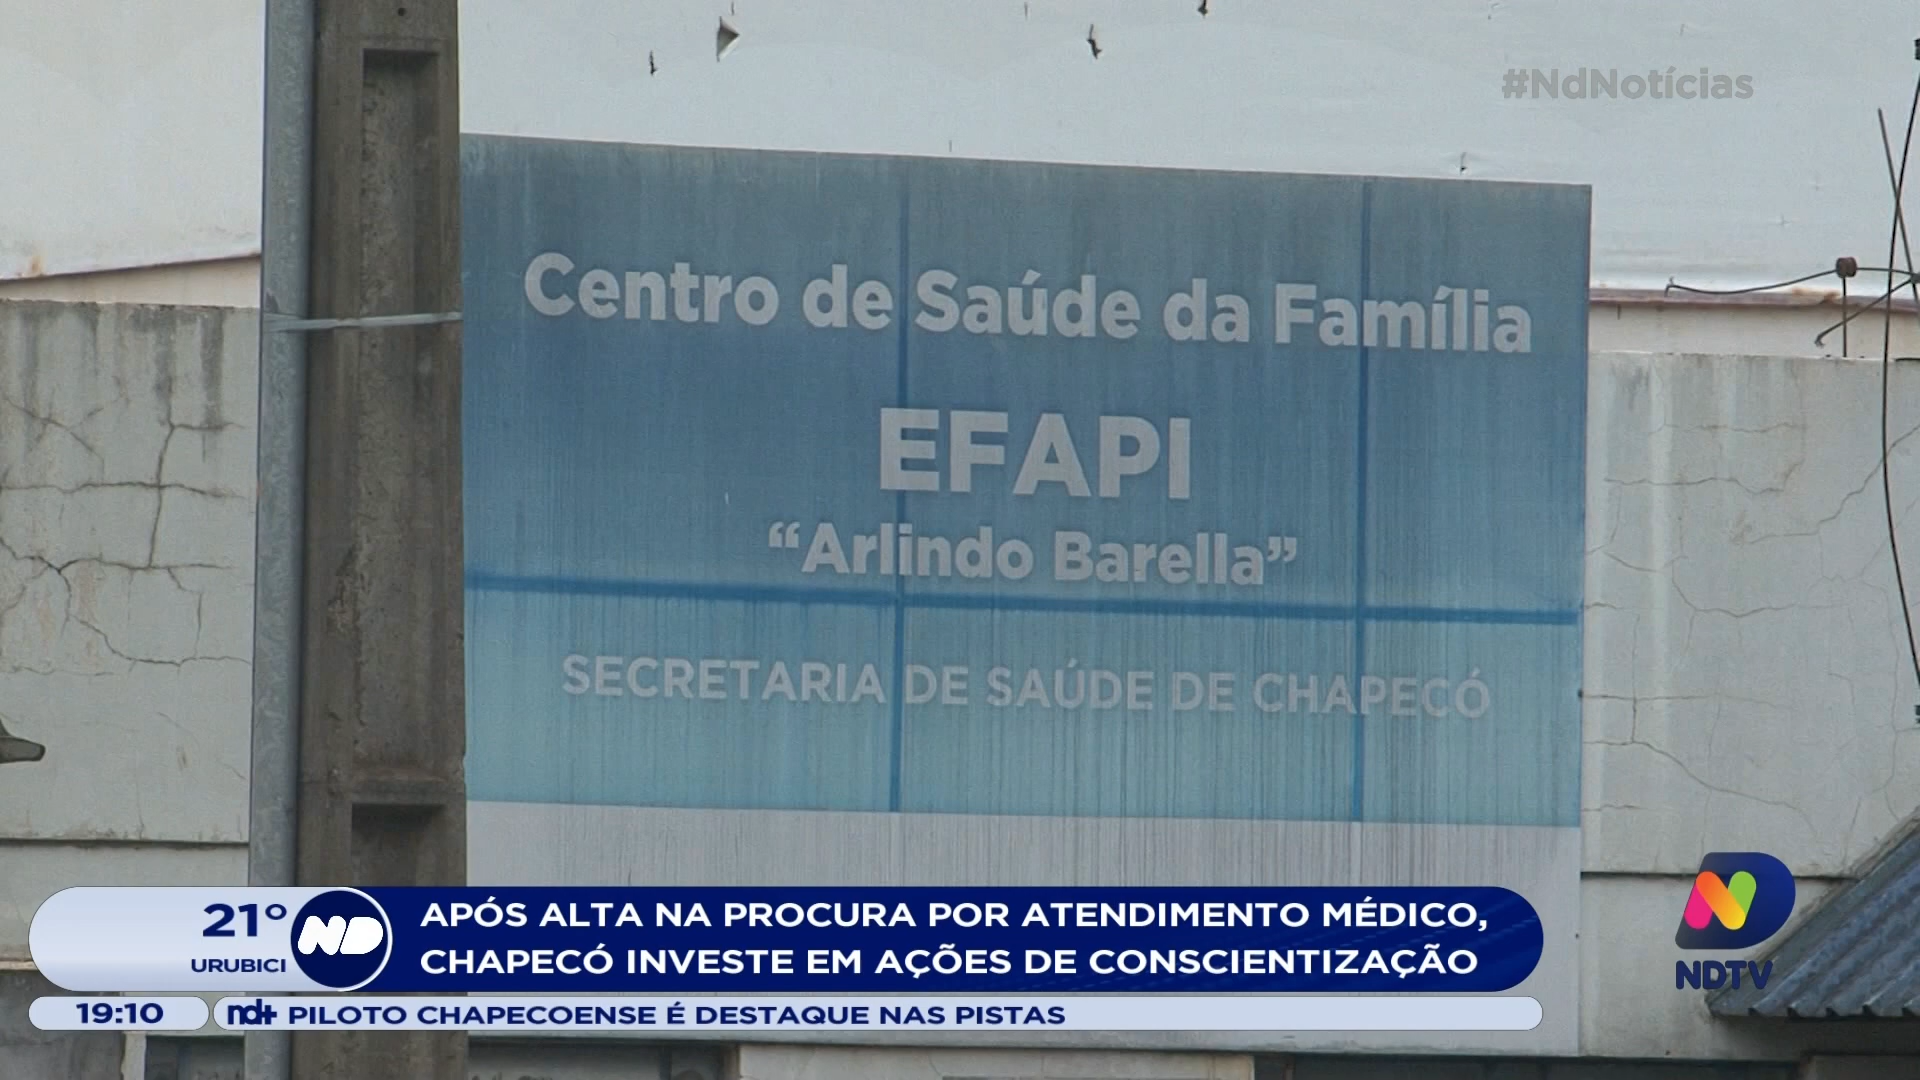 #NdNotícias
Centro de Saúde da Família
EFAPI
“Arlindo Barella”
SECRETARIA DE SAÚDE DE CHAPECÓ
21°
URUBICI
ND
APÓS ALTA NA PROCURA POR ATENDIMENTO MÉDICO,
CHAPECÓ INVESTE EM AÇÕES DE CONSCIENTIZAÇÃO
N
NDTV
19:10
nd+ PILOTO CHAPECOENSE É DESTAQUE NAS PISTAS